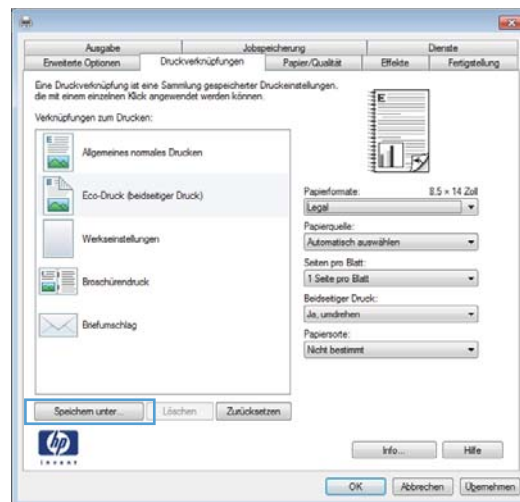 Ausgabe
Jobspeicherung
Dienste
Erweiterte Optionen
Druckverknüpfungen
Papier/Qualität
Effekte
Fertigstellung
Eine Druckverknüpfung ist eine Sammlung gespeicherter Druckeinstellungen,
die mit einem einzelnen Klick angewendet werden können.
Verknüpfungen zum Drucken:
Allgemeines normales Drucken
Eco-Druck (beidseitiger Druck)
Werkseinstellungen
Broschürendruck
Briefumschlag
Papierformate: 8.5 × 14 Zoll
Legal
Papierquelle:
Automatisch auswählen
Seiten pro Blatt:
1 Seite pro Blatt
Beidseitiger Druck:
Ja, umdrehen
Papiersorte:
Nicht bestimmt
Speichern unter...
Löschen
Zurücksetzen
hp
invent
Info...
Hilfe
OK
Abbrechen
Übernehmen